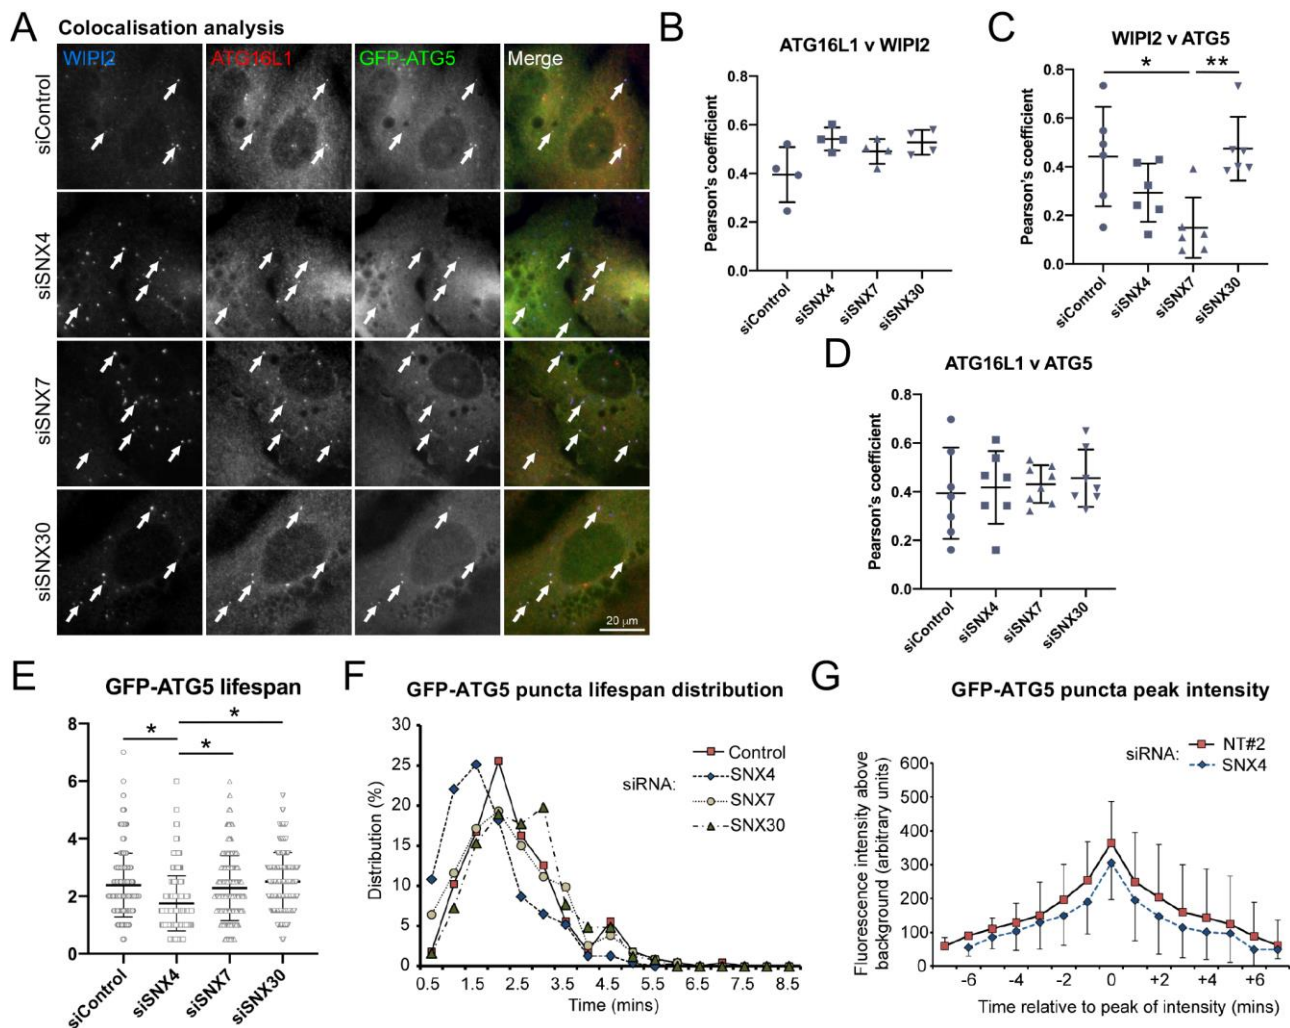 A
Colocalisation analysis
WIPI2
ATG16L1
GFP-ATG5
Merge
siControl
siSNX4
siSNX7
siSNX30
20 µm
B
ATG16L1 v WIPI2
Pearson's coefficient
0.8
0.6
0.4
0.2
0.0
siControl
siSNX4
siSNX7
siSNX30
C
WIPI2 v ATG5
*
**
Pearson's coefficient
0.8
0.6
0.4
0.2
0.0
siControl
siSNX4
siSNX7
siSNX30
D
ATG16L1 v ATG5
Pearson's coefficient
0.8
0.6
0.4
0.2
0.0
siControl
siSNX4
siSNX7
siSNX30
E
GFP-ATG5 lifespan
*
*
*
8
6
4
2
0
siControl
siSNX4
siSNX7
siSNX30
F
GFP-ATG5 puncta lifespan distribution
Distribution (%)
30
25
20
15
10
5
0
0.5 1.5 2.5 3.5 4.5 5.5 6.5 7.5 8.5
Time (mins)
siRNA:
Control
SNX4
SNX7
SNX30
G
GFP-ATG5 puncta peak intensity
siRNA:
NT#2
SNX4
Fluorescence intensity above
background (arbitrary units)
600
500
400
300
200
100
0
-6 -4 -2 0 +2 +4 +6
Time relative to peak of intensity (mins)